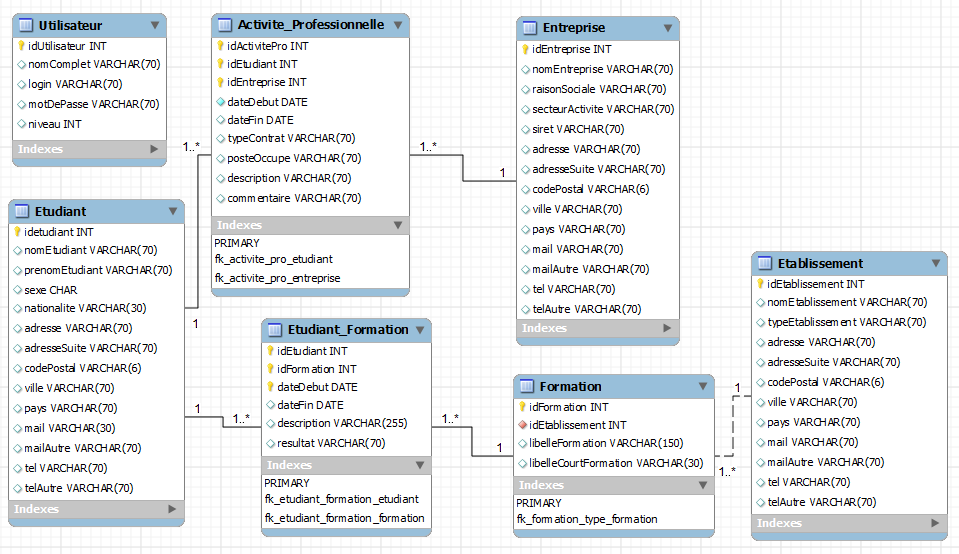 Utilisateur
idUtilisateur INT
nomComplet VARCHAR(70)
login VARCHAR(70)
motDePasse VARCHAR(70)
niveau INT
Indexes
Activite_Professionnelle
idActivitePro INT
idEtudiant INT
idEntreprise INT
dateDebut DATE
dateFin DATE
typeContrat VARCHAR(70)
posteOccupe VARCHAR(70)
description VARCHAR(70)
commentaire VARCHAR(70)
Indexes
PRIMARY
fk_activite_pro_etudiant
fk_activite_pro_entreprise
Entreprise
idEntreprise INT
nomEntreprise VARCHAR(70)
raisonSociale VARCHAR(70)
secteurActivite VARCHAR(70)
siret VARCHAR(70)
adresse VARCHAR(70)
adresseSuite VARCHAR(70)
codePostal VARCHAR(6)
ville VARCHAR(70)
pays VARCHAR(70)
mail VARCHAR(70)
mailAutre VARCHAR(70)
tel VARCHAR(70)
telAutre VARCHAR(70)
Indexes
1..*
1..*
1
1
Etudiant
idetudiant INT
nomEtudiant VARCHAR(70)
prenomEtudiant VARCHAR(70)
sexe CHAR
nationalite VARCHAR(30)
adresse VARCHAR(70)
adresseSuite VARCHAR(70)
codePostal VARCHAR(6)
ville VARCHAR(70)
pays VARCHAR(70)
mail VARCHAR(30)
mailAutre VARCHAR(70)
tel VARCHAR(70)
telAutre VARCHAR(70)
Indexes
1
1..*
Etudiant_Formation
idEtudiant INT
idFormation INT
dateDebut DATE
dateFin DATE
description VARCHAR(255)
resultat VARCHAR(70)
Indexes
PRIMARY
fk_etudiant_formation_etudiant
fk_etudiant_formation_formation
1..*
1
Formation
idFormation INT
idEtablissement INT
libelleFormation VARCHAR(150)
libelleCourtFormation VARCHAR(30)
Indexes
PRIMARY
fk_formation_type_formation
1
1..*
Etablissement
idEtablissement INT
nomEtablissement VARCHAR(70)
typeEtablissement VARCHAR(70)
adresse VARCHAR(70)
adresseSuite VARCHAR(70)
codePostal VARCHAR(6)
ville VARCHAR(70)
pays VARCHAR(70)
mail VARCHAR(70)
mailAutre VARCHAR(70)
tel VARCHAR(70)
telAutre VARCHAR(70)
Indexes